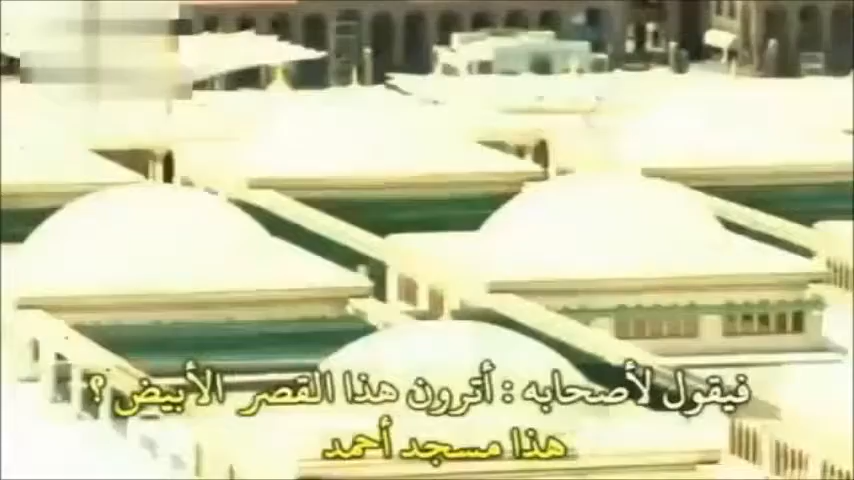 فيقول لأصحابه : أترون هذا القصر الأبيض ؟
هذا مسجد أحمد